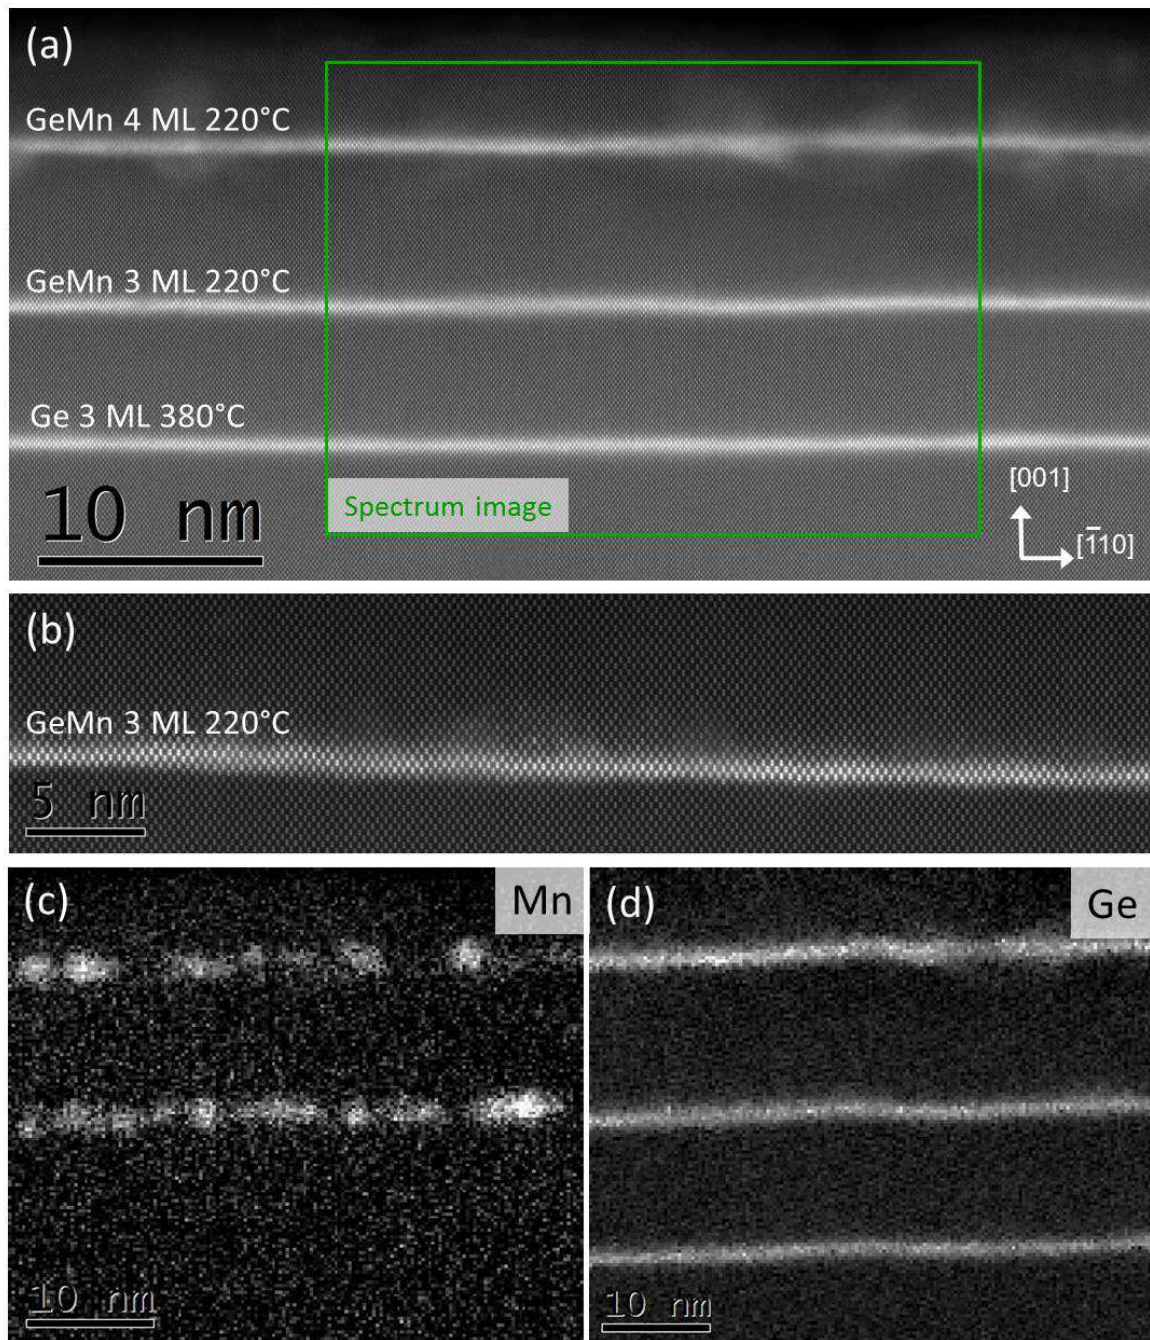 (a)
GeMn 4 ML 220°C
GeMn 3 ML 220°C
Ge 3 ML 380°C
10 nm
Spectrum image
[001]
[1̅10]
(b)
GeMn 3 ML 220°C
5 nm
(c)
Mn
10 nm
(d)
Ge
10 nm